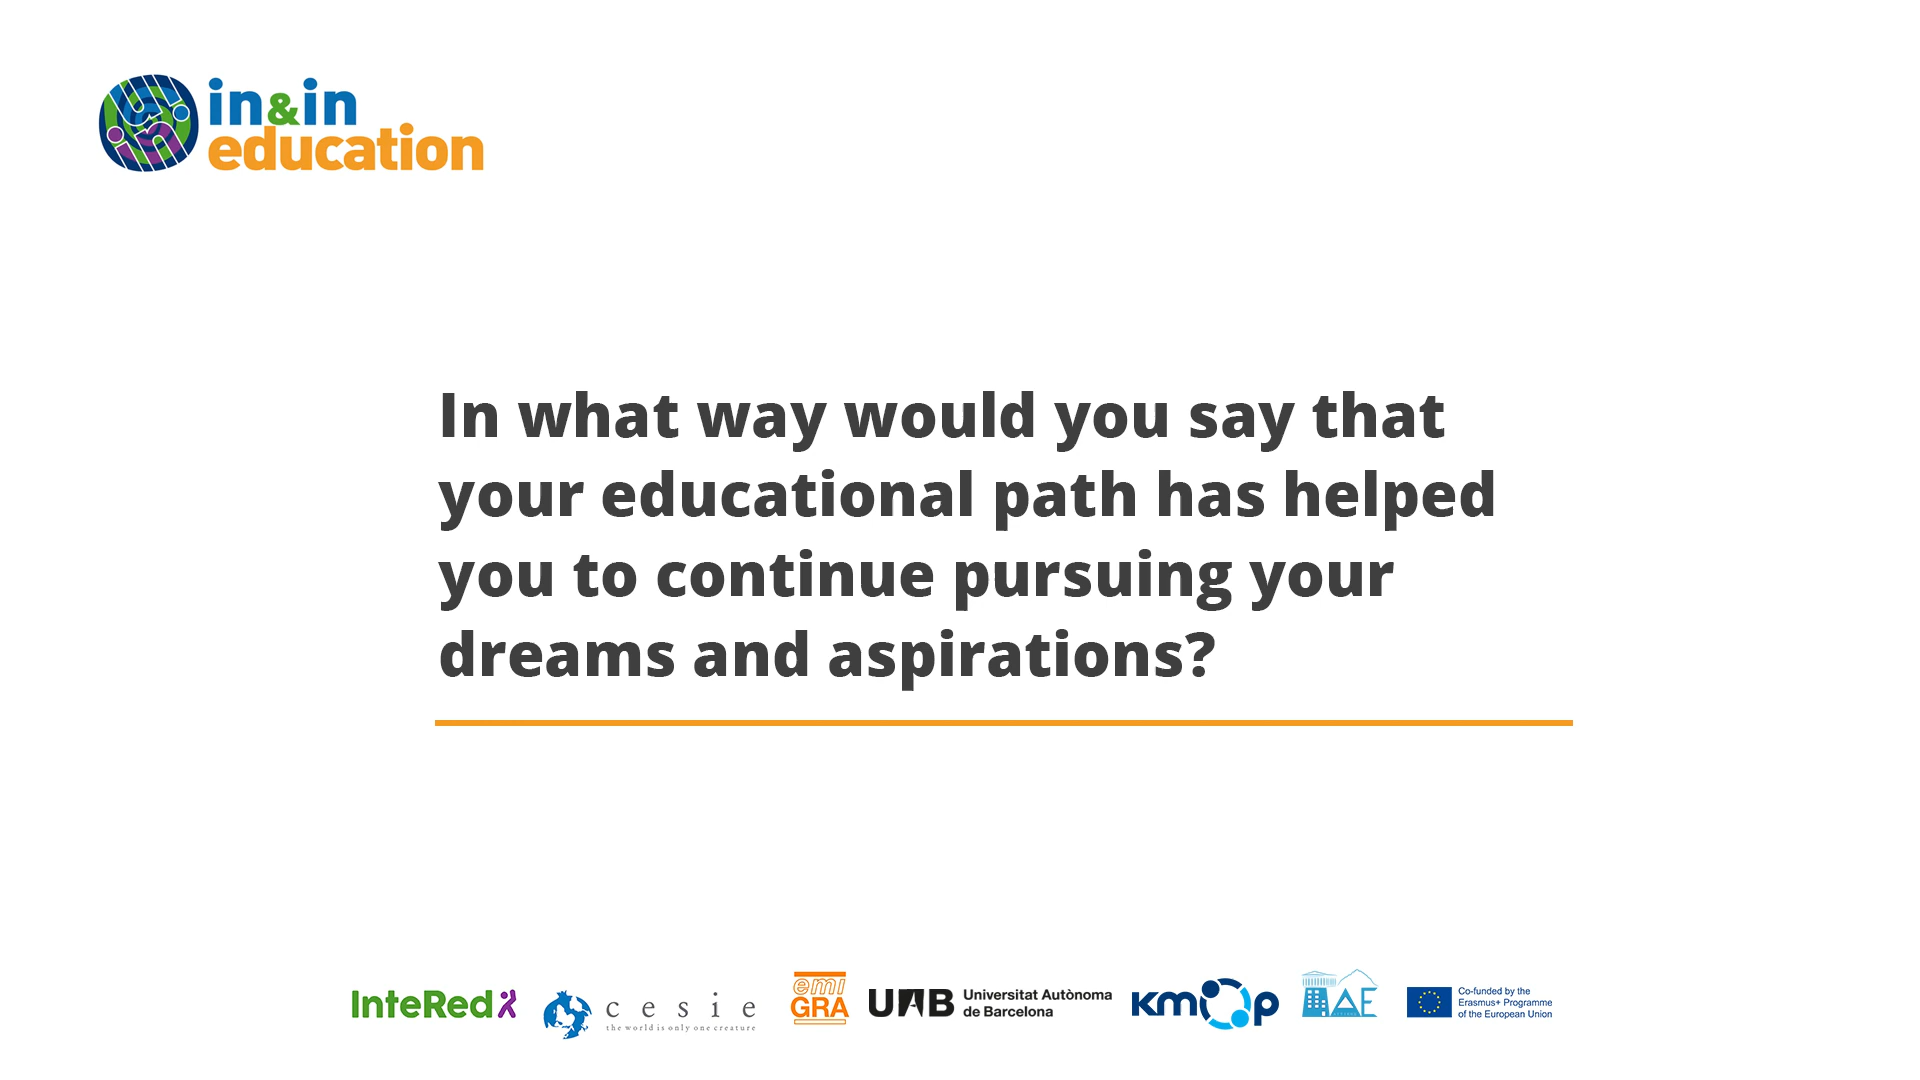 in&in
education
In what way would you say that
your educational path has helped
you to continue pursuing your
dreams and aspirations?
InteRed
cesie
the world is only one creature
emi
GRA
UAB
Universitat Autònoma
de Barcelona
kmop
ΔΕ
Co-funded by the
Erasmus+ Programme
of the European Union